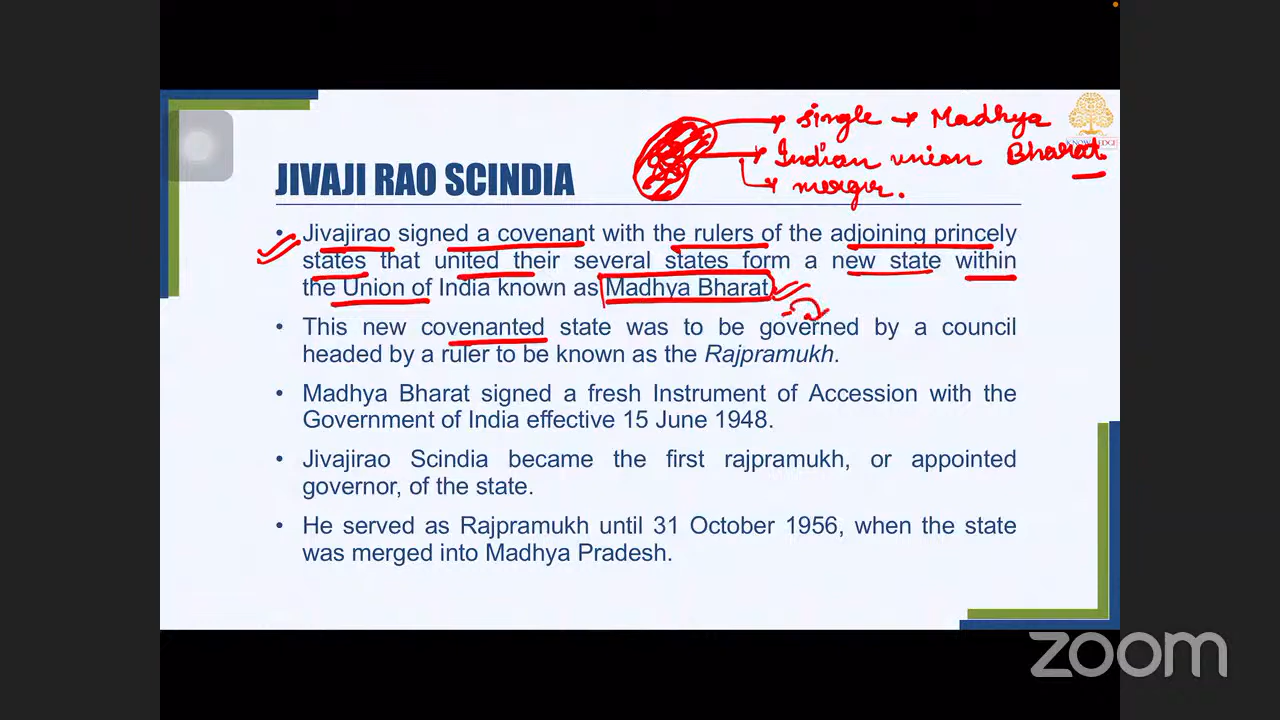 single → Madhya
Indian union Bharat.
merger.
JIVAJI RAO SCINDIA
• Jivajirao signed a covenant with the rulers of the adjoining princely
states that united their several states form a new state within
the Union of India known as Madhya Bharat
• This new covenanted state was to be governed by a council
headed by a ruler to be known as the Rajpramukh.
• Madhya Bharat signed a fresh Instrument of Accession with the
Government of India effective 15 June 1948.
• Jivajirao Scindia became the first rajpramukh, or appointed
governor, of the state.
• He served as Rajpramukh until 31 October 1956, when the state
was merged into Madhya Pradesh.
zoom